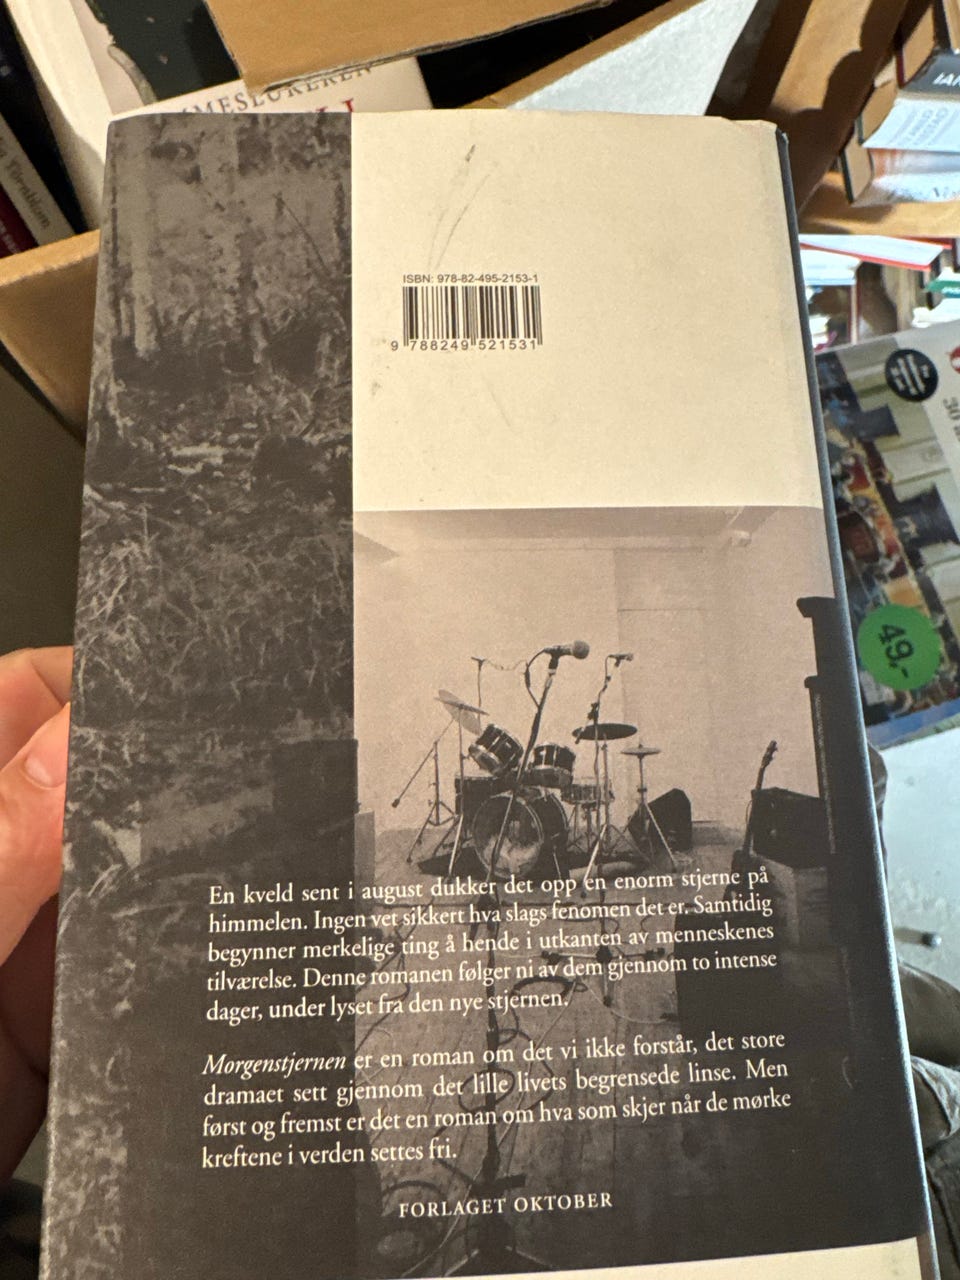 MMESLUKEREN
ISBN: 978-82-495-2153-1
9 788249 521531
49,-
En kveld sent i august dukker det opp en enorm stjerne på
himmelen. Ingen vet sikkert hva slags fenomen det er. Samtidig
begynner merkelige ting å hende i utkanten av menneskenes
tilværelse. Denne romanen følger ni av dem gjennom to intense
dager, under lyset fra den nye stjernen.
Morgenstjernen er en roman om det vi ikke forstår, det store
dramaet sett gjennom det lille livets begrensede linse. Men
først og fremst er det en roman om hva som skjer når de mørke
kreftene i verden settes fri.
FORLAGET OKTOBER